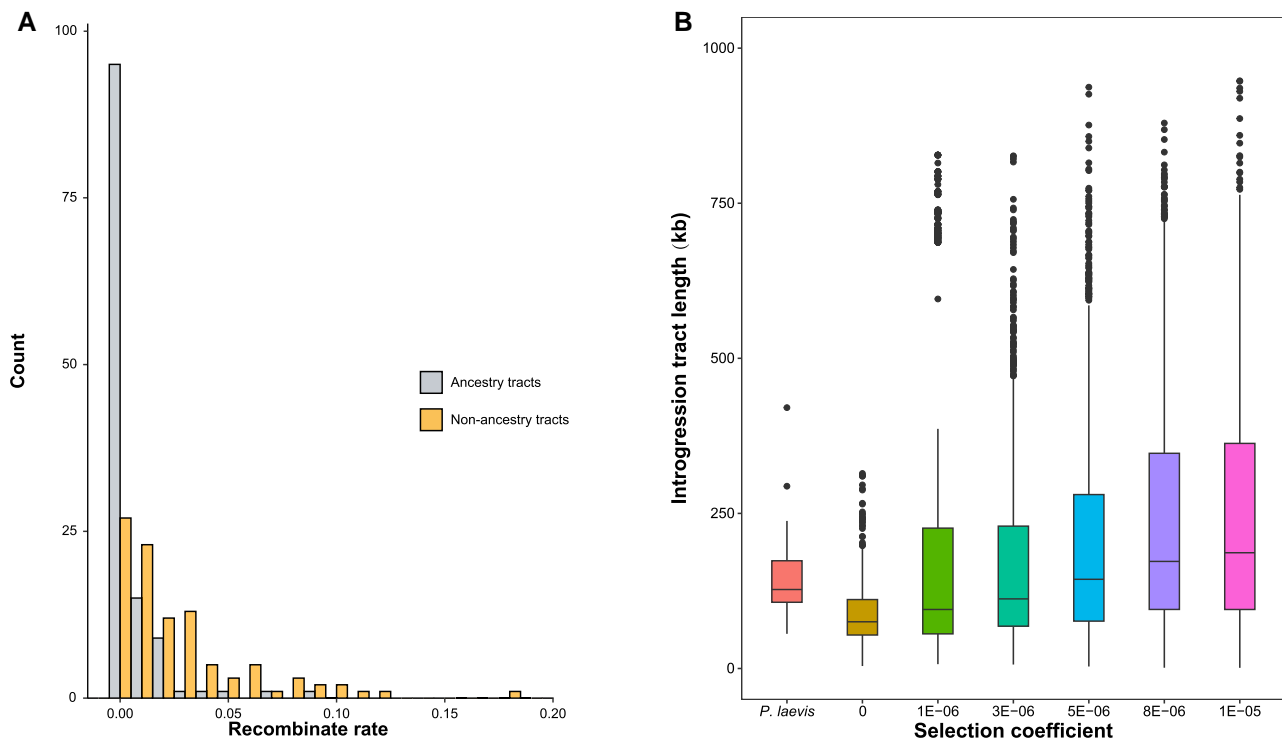 A
100
75
50
25
0
Count
0.00
0.05
0.10
0.15
0.20
Recombinate rate
Ancestry tracts
Non-ancestry tracts
B
1000
750
500
250
0
Introgression tract length (kb)
P. laevis
0
1E−06
3E−06
5E−06
8E−06
1E−05
Selection coefficient